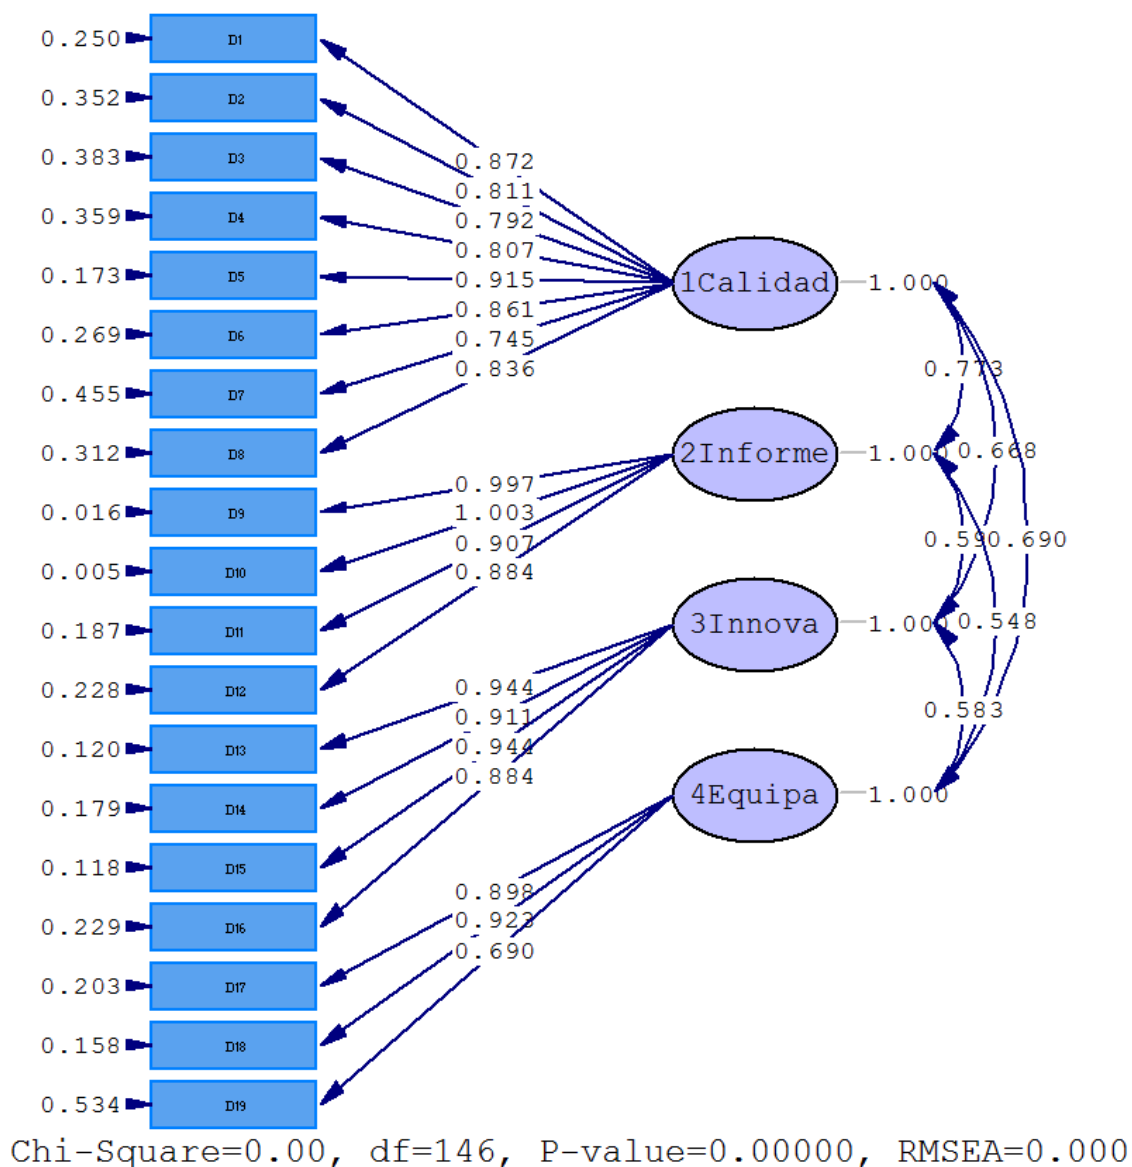 0.250 D1
0.352 D2
0.383 D3
0.872
0.811
0.359 D4
0.792
0.807
0.173 D5
0.915
1Calidad 1.000
0.861
0.269 D6
0.745
0.836
0.773
0.455 D7
0.312 D8
2Informe 1.000
0.668
0.997
0.016 D9
1.003
0.907
0.590
0.690
0.005 D10
0.884
0.187 D11
3Innova 1.000
0.548
0.228 D12
0.944
0.911
0.583
0.120 D13
0.944
0.884
0.179 D14
4Equipa 1.000
0.118 D15
0.898
0.229 D16
0.923
0.690
0.203 D17
0.158 D18
0.534 D19
Chi-Square=0.00, df=146, P-value=0.00000, RMSEA=0.000